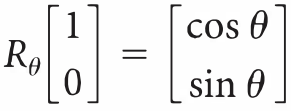 R_θ [1 0] = [cos θ sin θ]